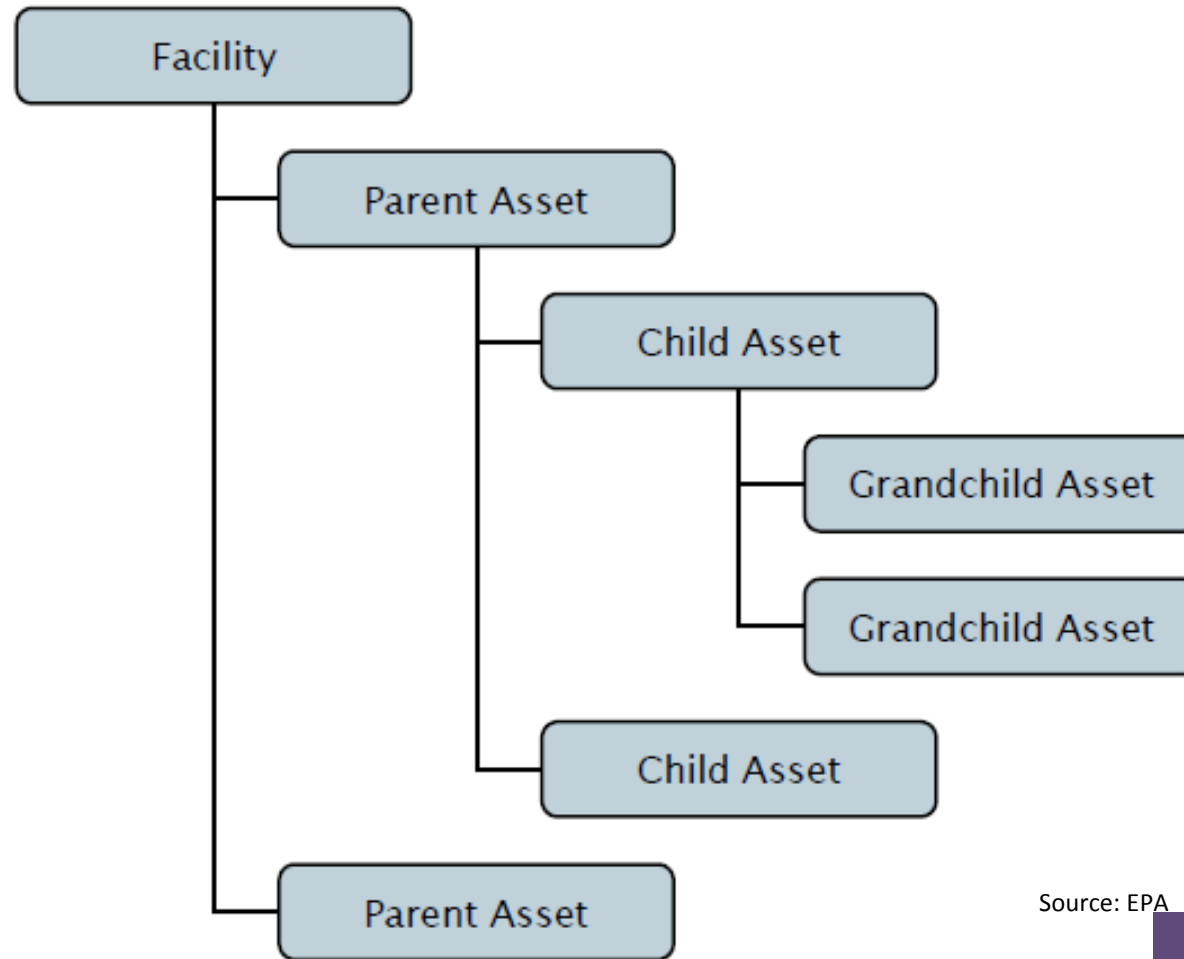 Facility
Parent Asset
Child Asset
Grandchild Asset
Grandchild Asset
Child Asset
Parent Asset
Source: EPA